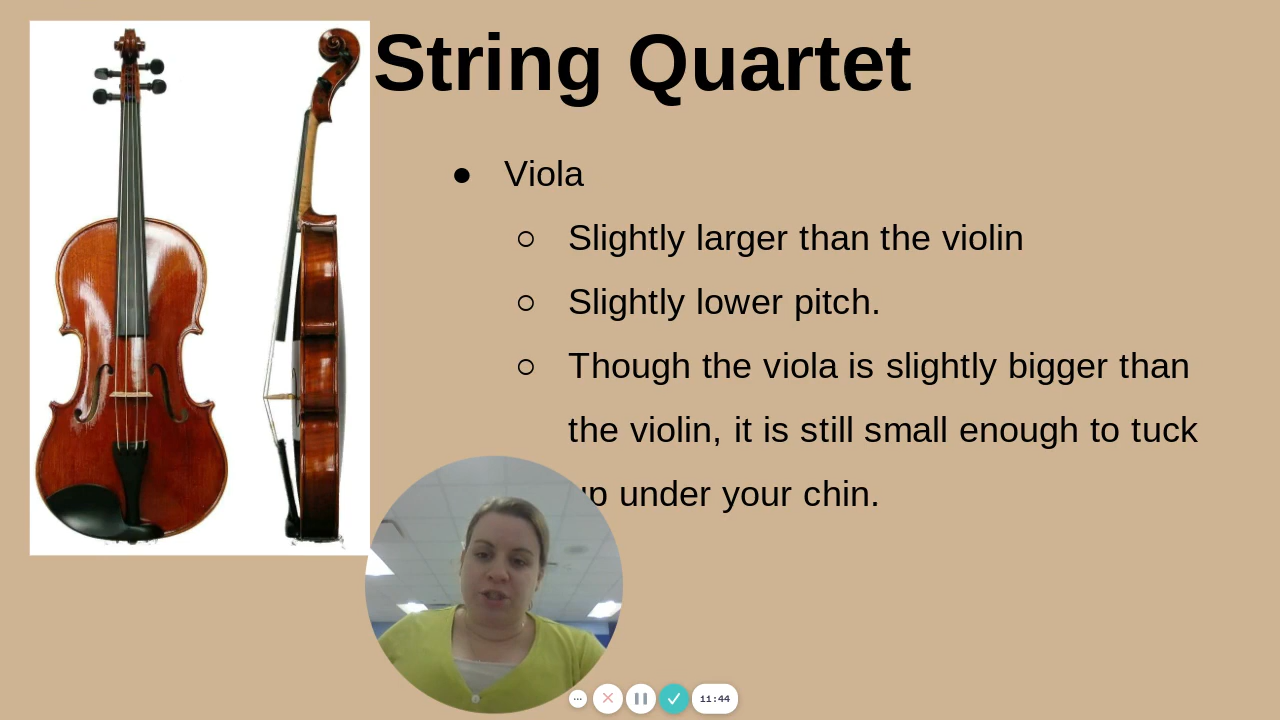 String Quartet
Viola
Slightly larger than the violin
Slightly lower pitch.
Though the viola is slightly bigger than
the violin, it is still small enough to tuck
up under your chin.
11:44